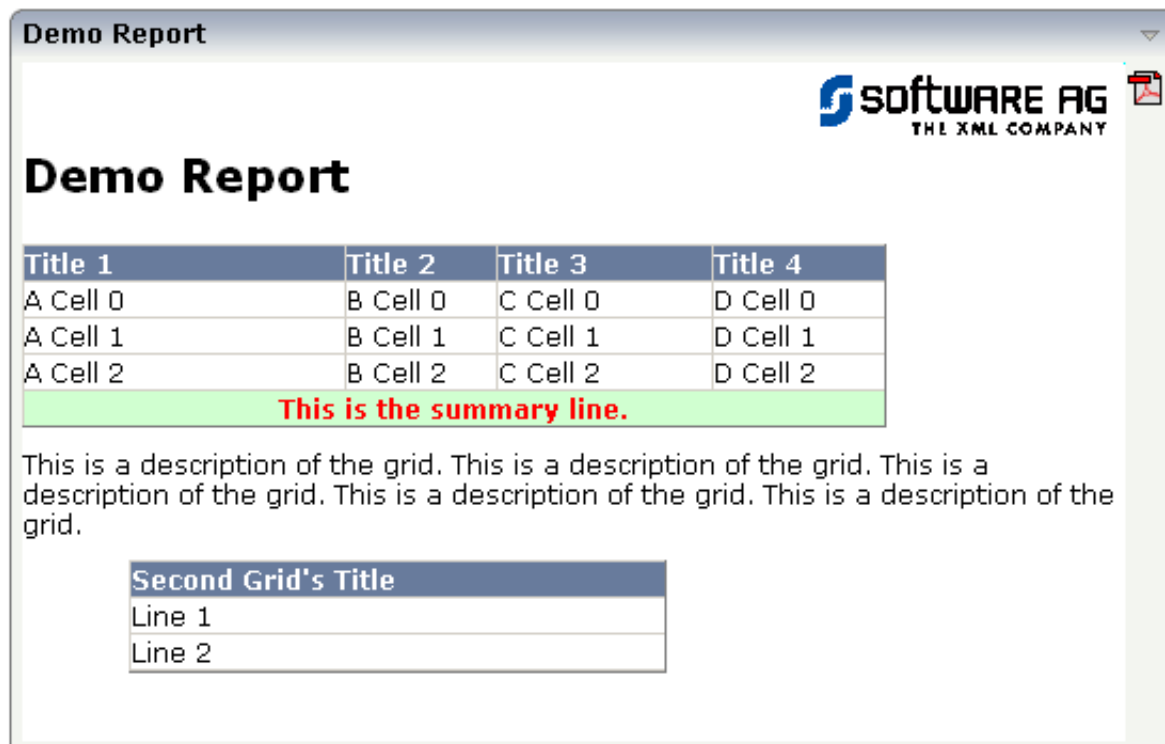 Demo Report
software AG
THE XML COMPANY
Demo Report
Title 1 Title 2 Title 3 Title 4
A Cell 0 B Cell 0 C Cell 0 D Cell 0
A Cell 1 B Cell 1 C Cell 1 D Cell 1
A Cell 2 B Cell 2 C Cell 2 D Cell 2
This is the summary line.
This is a description of the grid. This is a description of the grid. This is a
description of the grid. This is a description of the grid. This is a description of the
grid.
Second Grid's Title
Line 1
Line 2